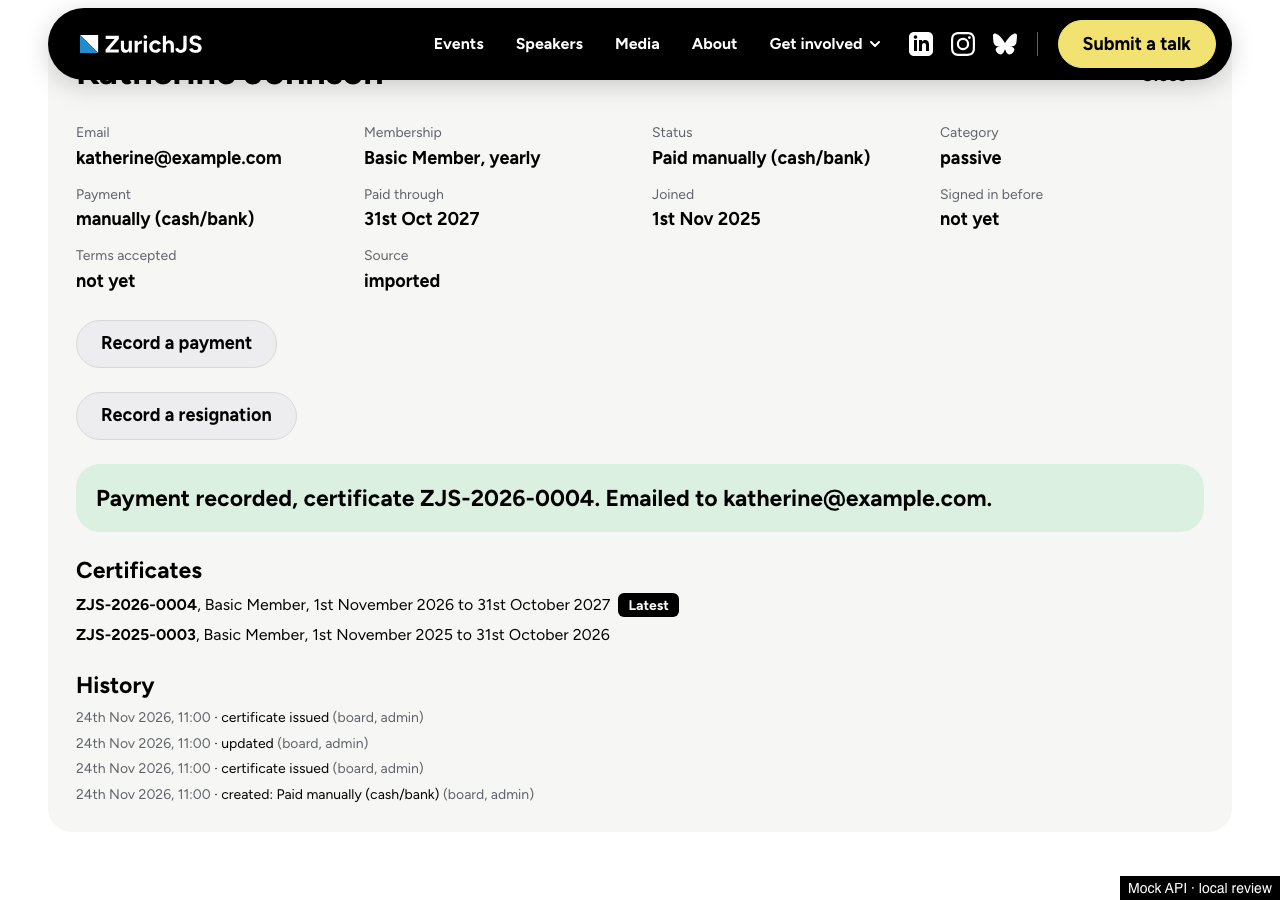 ZurichJS
Events Speakers Media About Get involved Submit a talk
Email Membership Status Category
katherine@example.com Basic Member, yearly Paid manually (cash/bank) passive
Payment Paid through Joined Signed in before
manually (cash/bank) 31st Oct 2027 1st Nov 2025 not yet
Terms accepted Source
not yet imported
Record a payment
Record a resignation
Payment recorded, certificate ZJS-2026-0004. Emailed to katherine@example.com.
Certificates
ZJS-2026-0004, Basic Member, 1st November 2026 to 31st October 2027 Latest
ZJS-2025-0003, Basic Member, 1st November 2025 to 31st October 2026
History
24th Nov 2026, 11:00 · certificate issued (board, admin)
24th Nov 2026, 11:00 · updated (board, admin)
24th Nov 2026, 11:00 · certificate issued (board, admin)
24th Nov 2026, 11:00 · created: Paid manually (cash/bank) (board, admin)
Mock API · local review